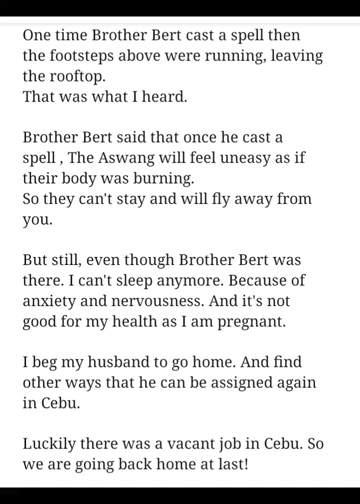 One time Brother Bert cast a spell then
the footsteps above were running, leaving
the rooftop.
That was what I heard.
Brother Bert said that once he cast a
spell , The Aswang will feel uneasy as if
their body was burning.
So they can't stay and will fly away from
you.
But still, even though Brother Bert was
there. I can't sleep anymore. Because of
anxiety and nervousness. And it's not
good for my health as I am pregnant.
I beg my husband to go home. And find
other ways that he can be assigned again
in Cebu.
Luckily there was a vacant job in Cebu. So
we are going back home at last!